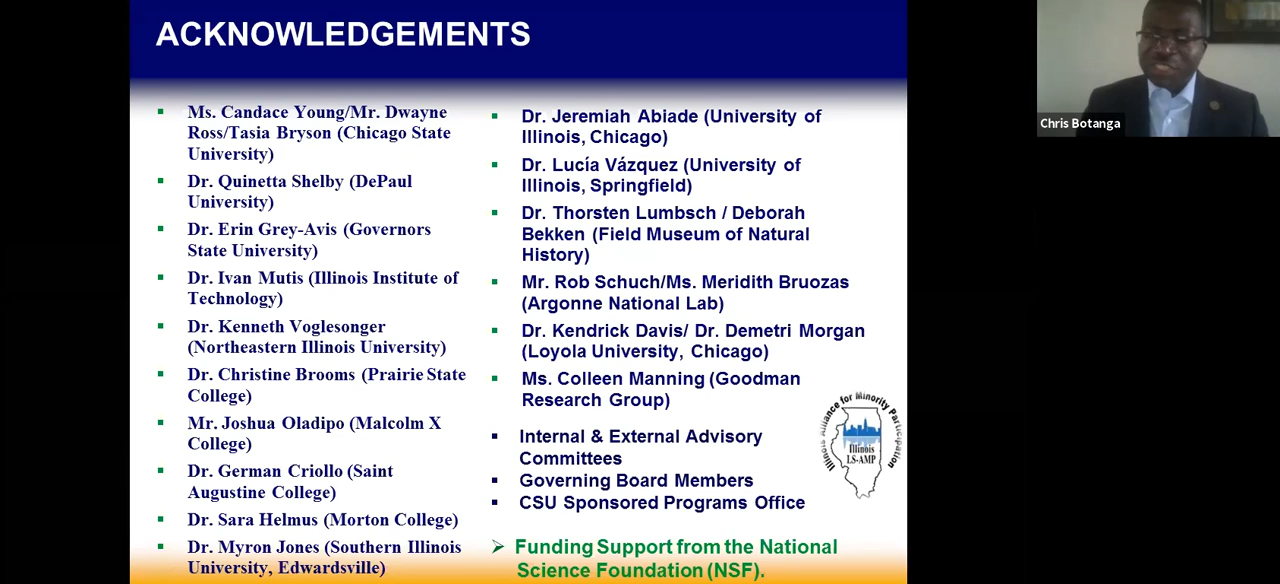 ACKNOWLEDGEMENTS
Ms. Candace Young/Mr. Dwayne
Ross/Tasia Bryson (Chicago State
University)
Dr. Quinetta Shelby (DePaul
University)
Dr. Erin Grey-Avis (Governors
State University)
Dr. Ivan Mutis (Illinois Institute of
Technology)
Dr. Kenneth Voglesonger
(Northeastern Illinois University)
Dr. Christine Brooms (Prairie State
College)
Mr. Joshua Oladipo (Malcolm X
College)
Dr. German Criollo (Saint
Augustine College)
Dr. Sara Helmus (Morton College)
Dr. Myron Jones (Southern Illinois
University, Edwardsville)
Dr. Jeremiah Abiade (University of
Illinois, Chicago)
Dr. Lucía Vázquez (University of
Illinois, Springfield)
Dr. Thorsten Lumbsch / Deborah
Bekken (Field Museum of Natural
History)
Mr. Rob Schuch/Ms. Meridith Bruozas
(Argonne National Lab)
Dr. Kendrick Davis/ Dr. Demetri Morgan
(Loyola University, Chicago)
Ms. Colleen Manning (Goodman
Research Group)
Internal & External Advisory
Committees
Governing Board Members
CSU Sponsored Programs Office
Funding Support from the National
Science Foundation (NSF).
Illinois Alliance for Minority Participation
Illinois
LS-AMP
Chris Botanga